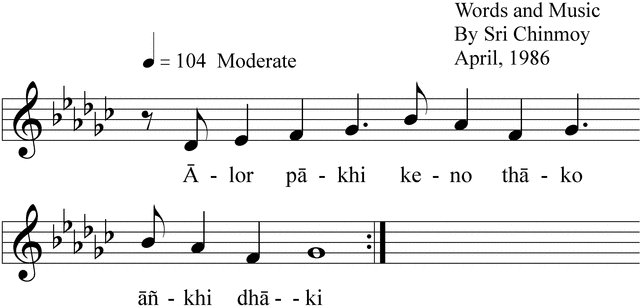 Words and Music
By Sri Chinmoy
April, 1986
= 104 Moderate
Ā - lor pā - khi ke - no thā - ko
āñ - khi dhā - - ki